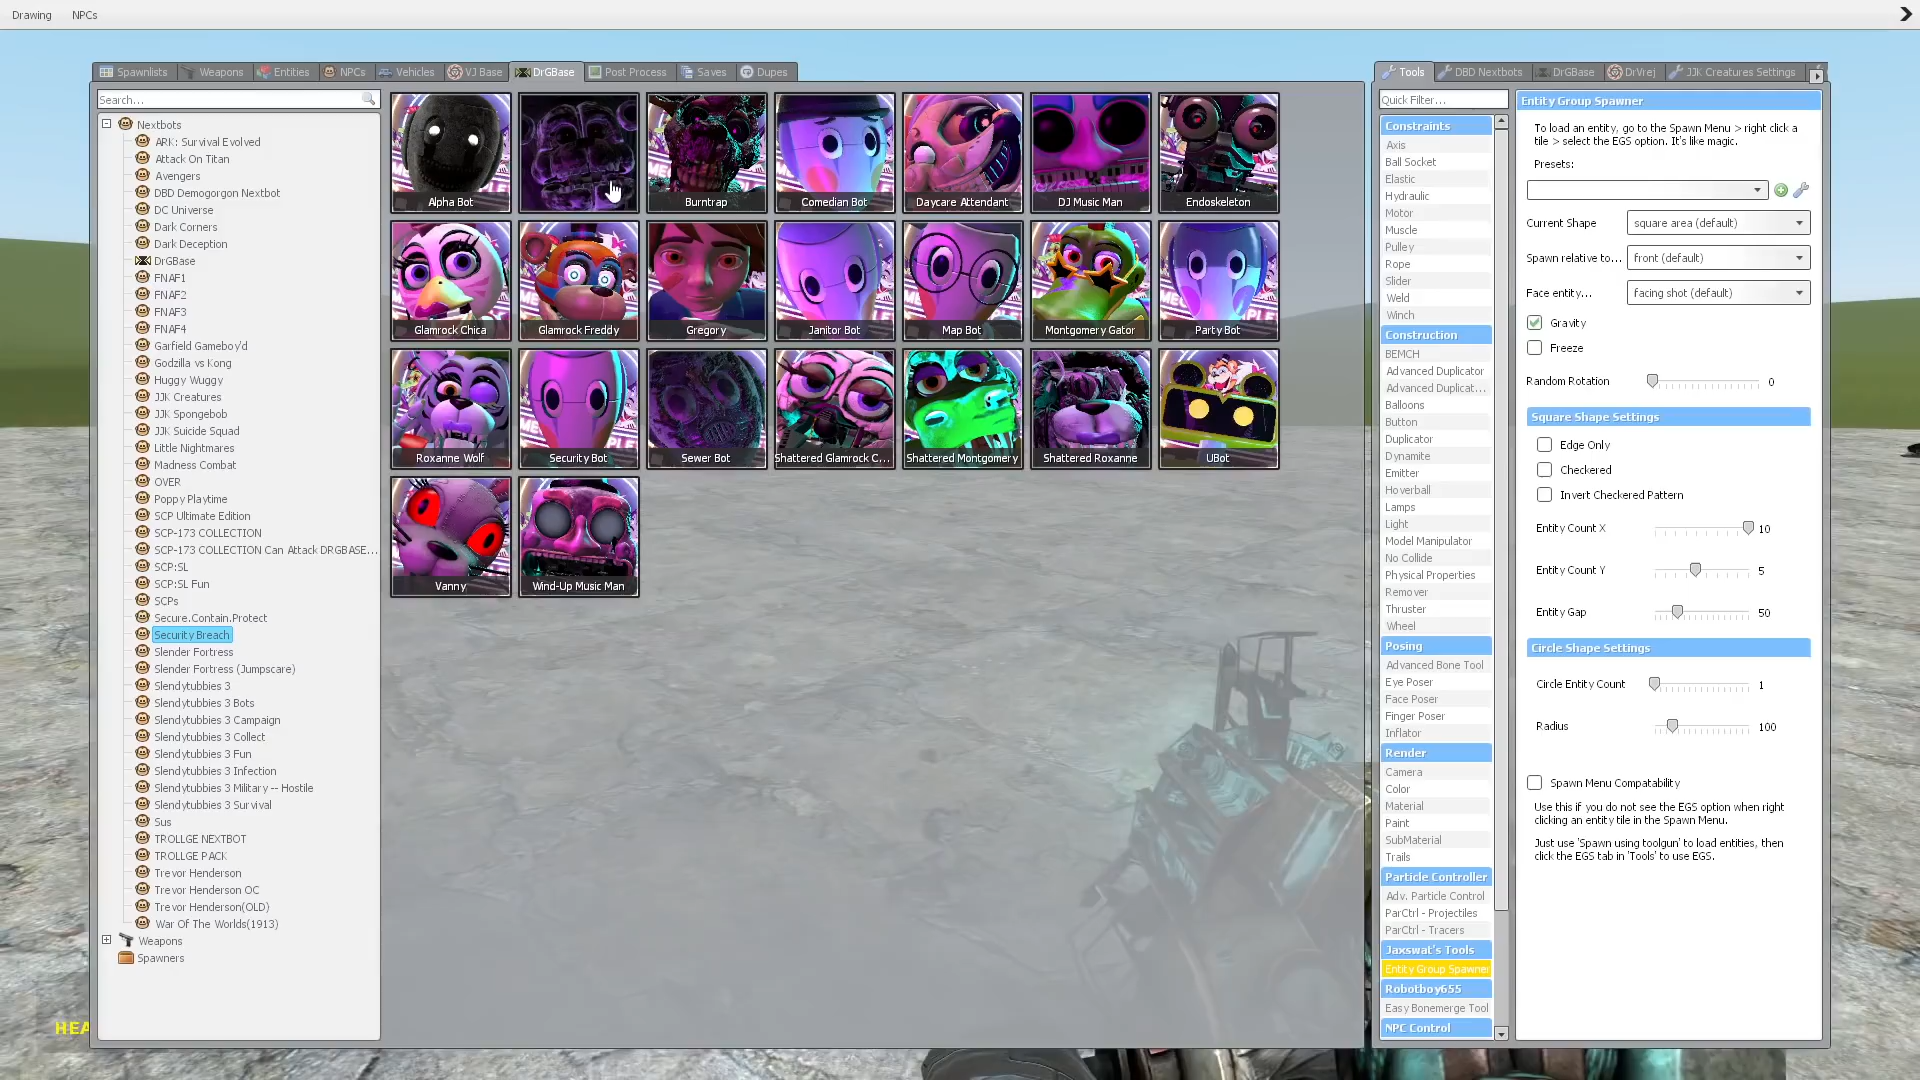 Drawing NPCs
Spawnlists Weapons Entities NPCs Vehicles VJ Base DrGBase Post Process Saves Dupes
Search...
Nextbots
ARK: Survival Evolved
Attack On Titan
Avengers
DBD Demogorgon Nextbot
DC Universe
Dark Corners
Dark Deception
DrGBase
FNAF1
FNAF2
FNAF3
FNAF4
Garfield Gameboy'd
Godzilla vs Kong
Huggy Wuggy
JJK Creatures
JJK Spongebob
JJK Suicide Squad
Little Nightmares
Madness Combat
OVER
Poppy Playtime
SCP Ultimate Edition
SCP-173 COLLECTION
SCP-173 COLLECTION Can Attack DRGBASE...
SCP:SL
SCP:SL Fun
SCPs
Secure.Contain.Protect
Security Breach
Slender Fortress
Slender Fortress (Jumpscare)
Slendytubbies 3
Slendytubbies 3 Bots
Slendytubbies 3 Campaign
Slendytubbies 3 Collect
Slendytubbies 3 Fun
Slendytubbies 3 Infection
Slendytubbies 3 Military -- Hostile
Slendytubbies 3 Survival
Sus
TROLLGE NEXTBOT
TROLLGE PACK
Trevor Henderson
Trevor Henderson OC
Trevor Henderson(OLD)
War Of The Worlds(1913)
Weapons
Spawners
HEA
Alpha Bot Burntrap Comedian Bot Daycare Attendant DJ Music Man Endoskeleton
Glamrock Chica Glamrock Freddy Gregory Janitor Bot Map Bot Montgomery Gator Party Bot
Roxanne Wolf Security Bot Sewer Bot Shattered Glamrock C... Shattered Montgomery Shattered Roxanne UBot
Vanny Wind-Up Music Man
Tools DBD Nextbots DrGBase DrVrej JJK Creatures Settings
Quick Filter...
Constraints
Axis
Ball Socket
Elastic
Hydraulic
Motor
Muscle
Pulley
Rope
Slider
Weld
Winch
Construction
BEMCH
Advanced Duplicator
Advanced Duplicat...
Balloons
Button
Duplicator
Dynamite
Emitter
Hoverball
Lamps
Light
Model Manipulator
No Collide
Physical Properties
Remover
Thruster
Wheel
Posing
Advanced Bone Tool
Eye Poser
Face Poser
Finger Poser
Inflator
Render
Camera
Color
Material
Paint
SubMaterial
Trails
Particle Controller
Adv. Particle Control
ParCtrl - Projectiles
ParCtrl - Tracers
Jaxswat's Tools
Entity Group Spawner
Robotboy655
Easy Bonemerge Tool
NPC Control
Entity Group Spawner
To load an entity, go to the Spawn Menu > right click a
tile > select the EGS option. It's like magic.
Presets:
Current Shape square area (default)
Spawn relative to... front (default)
Face entity... facing shot (default)
Gravity
Freeze
Random Rotation 0
Square Shape Settings
Edge Only
Checkered
Invert Checkered Pattern
Entity Count X 10
Entity Count Y 5
Entity Gap 50
Circle Shape Settings
Circle Entity Count 1
Radius 100
Spawn Menu Compatability
Use this if you do not see the EGS option when right
clicking an entity tile in the Spawn Menu.
Just use 'Spawn using toolgun' to load entities, then
click the EGS tab in 'Tools' to use EGS.